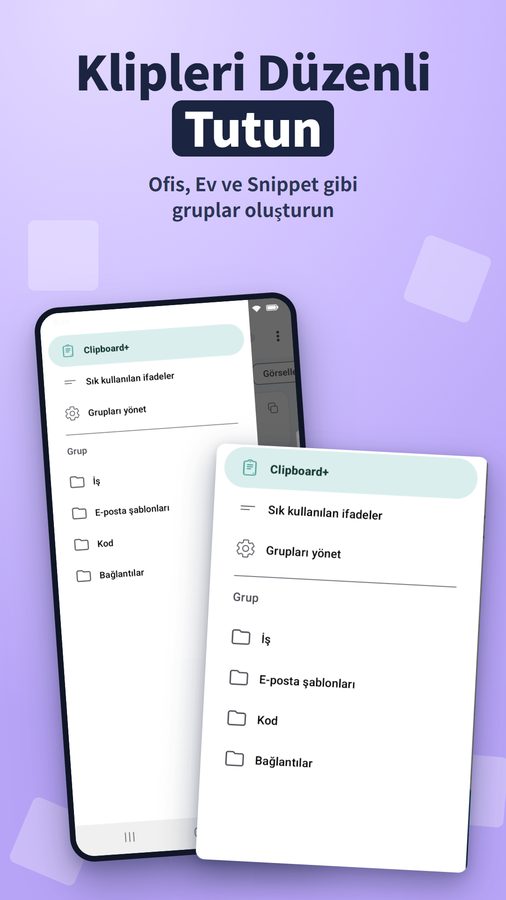 Klipleri Düzenli
Tutun
Ofis, Ev ve Snippet gibi
gruplar oluşturun
Clipboard+
Sık kullanılan ifadeler
Grupları yönet
Grup
İş
E-posta şablonları
Kod
Bağlantılar
Clipboard+
Sık kullanılan ifadeler
Grupları yönet
Grup
İş
E-posta şablonları
Kod
Bağlantılar